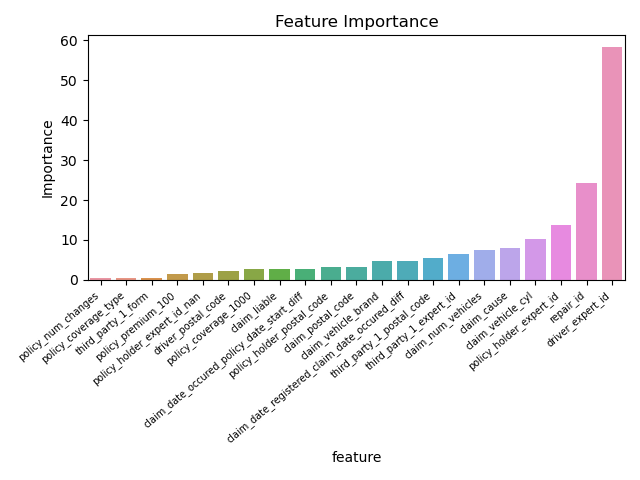 Feature Importance
Importance
60
50
40
30
20
10
0
policy_num_changes
policy_coverage_type
third_party_1_form
policy_premium_100
policy_holder_expert_id_nan
driver_postal_code
policy_coverage_1000
claim_liable
claim_date_occured_policy_date_start_diff
policy_holder_postal_code
claim_postal_code
claim_vehicle_brand
claim_date_registered_claim_date_occured_diff
third_party_1_postal_code
third_party_1_expert_id
claim_num_vehicles
claim_cause
claim_vehicle_cyl
policy_holder_expert_id
repair_id
driver_expert_id
feature